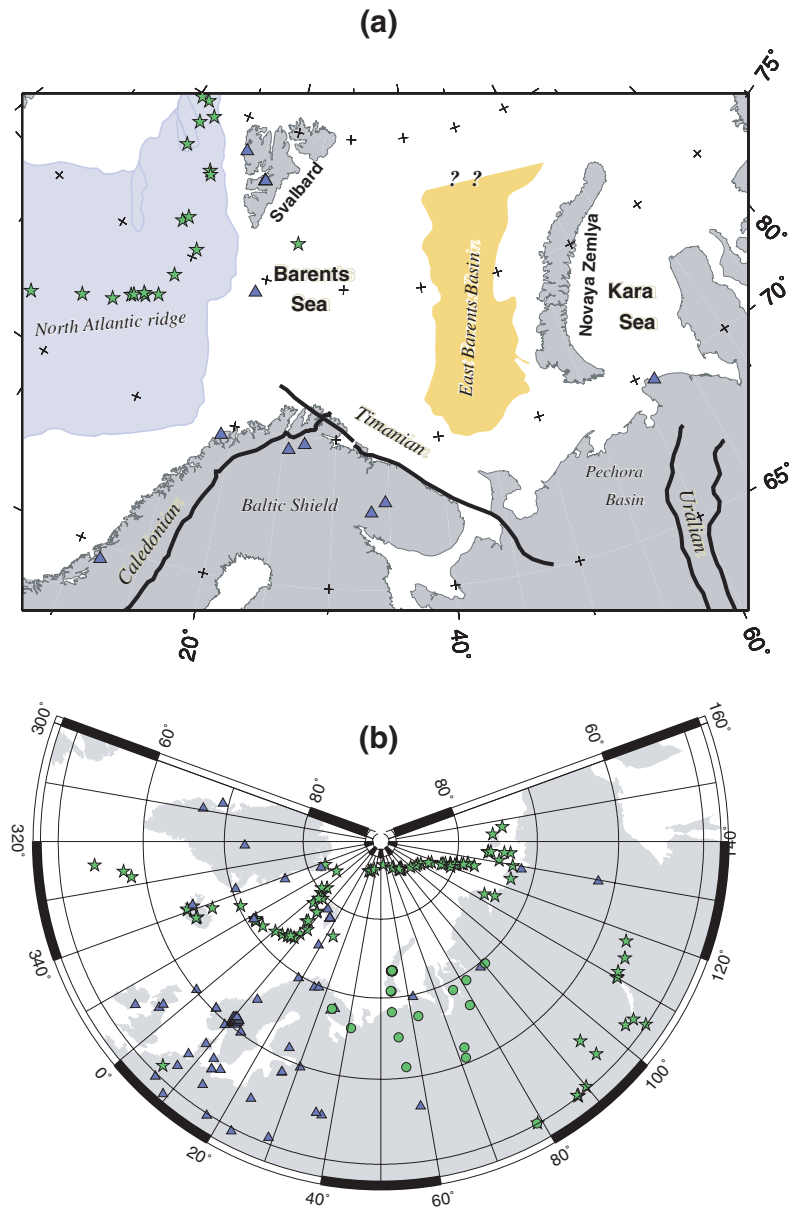 (a)
75°
Svalbard
? ?
80°
Novaya Zemlya
Barents
Sea
Kara
Sea
East Barents Basin
70°
North Atlantic ridge
Timanian
65°
Pechora
Basin
Baltic Shield
Caledonian
Uralian
20°
40°
60°
(b)
300°
60°
80°
80°
60°
160°
320°
140°
340°
120°
0°
100°
20°
80°
40°
60°